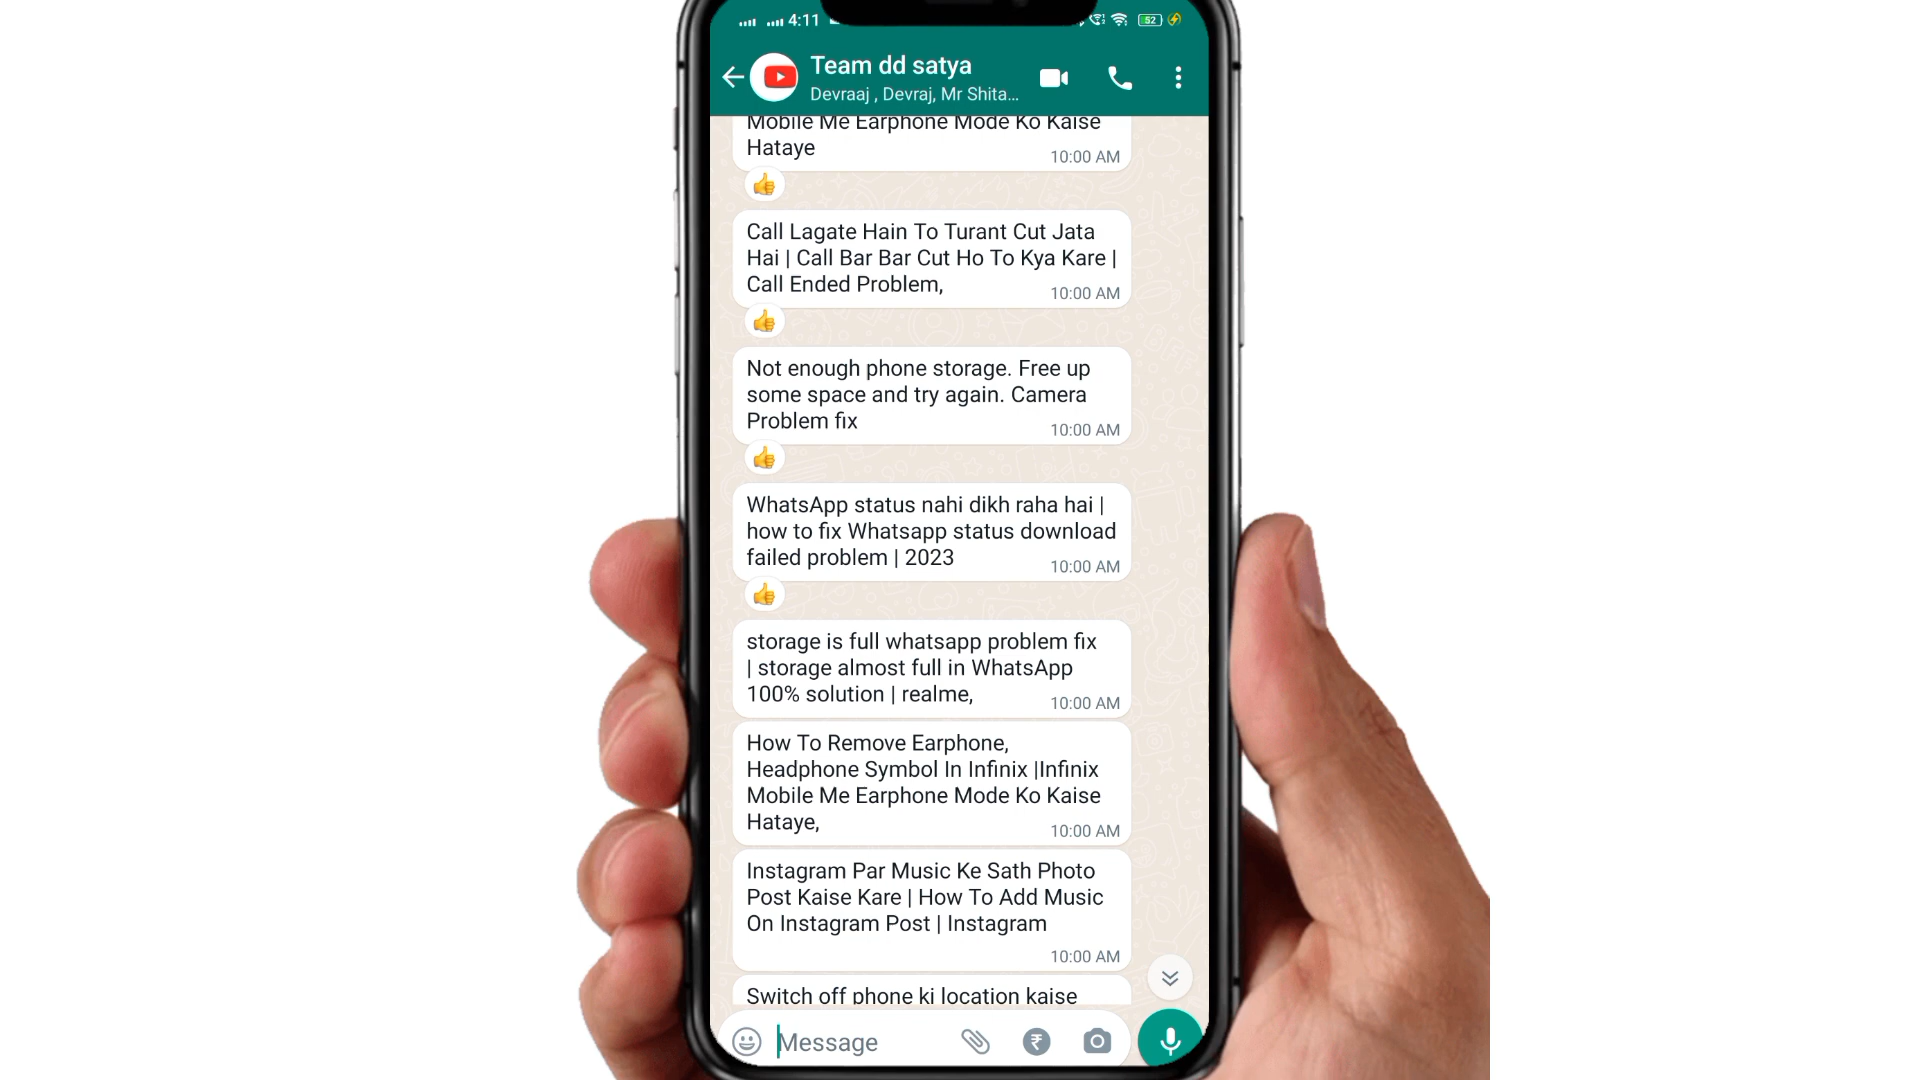 4:11
52
Team dd satya
Devraaj , Devraj, Mr Shita...
Mobile Me Earphone Mode Ko Kaise
Hataye
10:00 AM
Call Lagate Hain To Turant Cut Jata
Hai | Call Bar Bar Cut Ho To Kya Kare |
Call Ended Problem,
10:00 AM
Not enough phone storage. Free up
some space and try again. Camera
Problem fix
10:00 AM
WhatsApp status nahi dikh raha hai |
how to fix Whatsapp status download
failed problem | 2023
10:00 AM
storage is full whatsapp problem fix
| storage almost full in WhatsApp
100% solution | realme,
10:00 AM
How To Remove Earphone,
Headphone Symbol In Infinix |Infinix
Mobile Me Earphone Mode Ko Kaise
Hataye,
10:00 AM
Instagram Par Music Ke Sath Photo
Post Kaise Kare | How To Add Music
On Instagram Post | Instagram
10:00 AM
Switch off phone ki location kaise
Message
₹